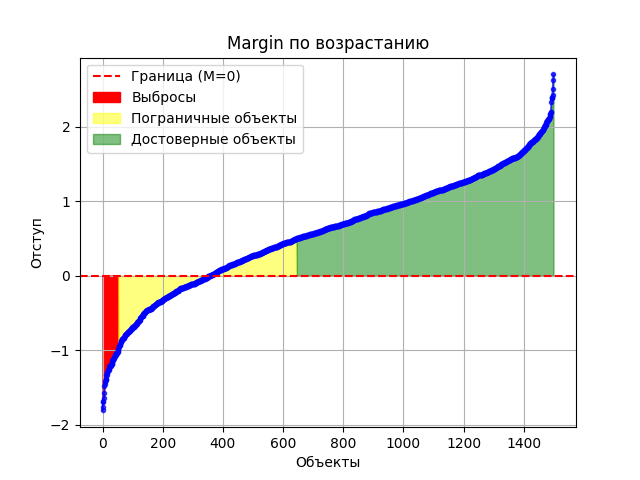 Margin по возрастанию
Граница (M=0)
Выбросы
Пограничные объекты
Достоверные объекты
Отступ
2
1
0
−1
−2
0
200
400
600
800
1000
1200
1400
Объекты